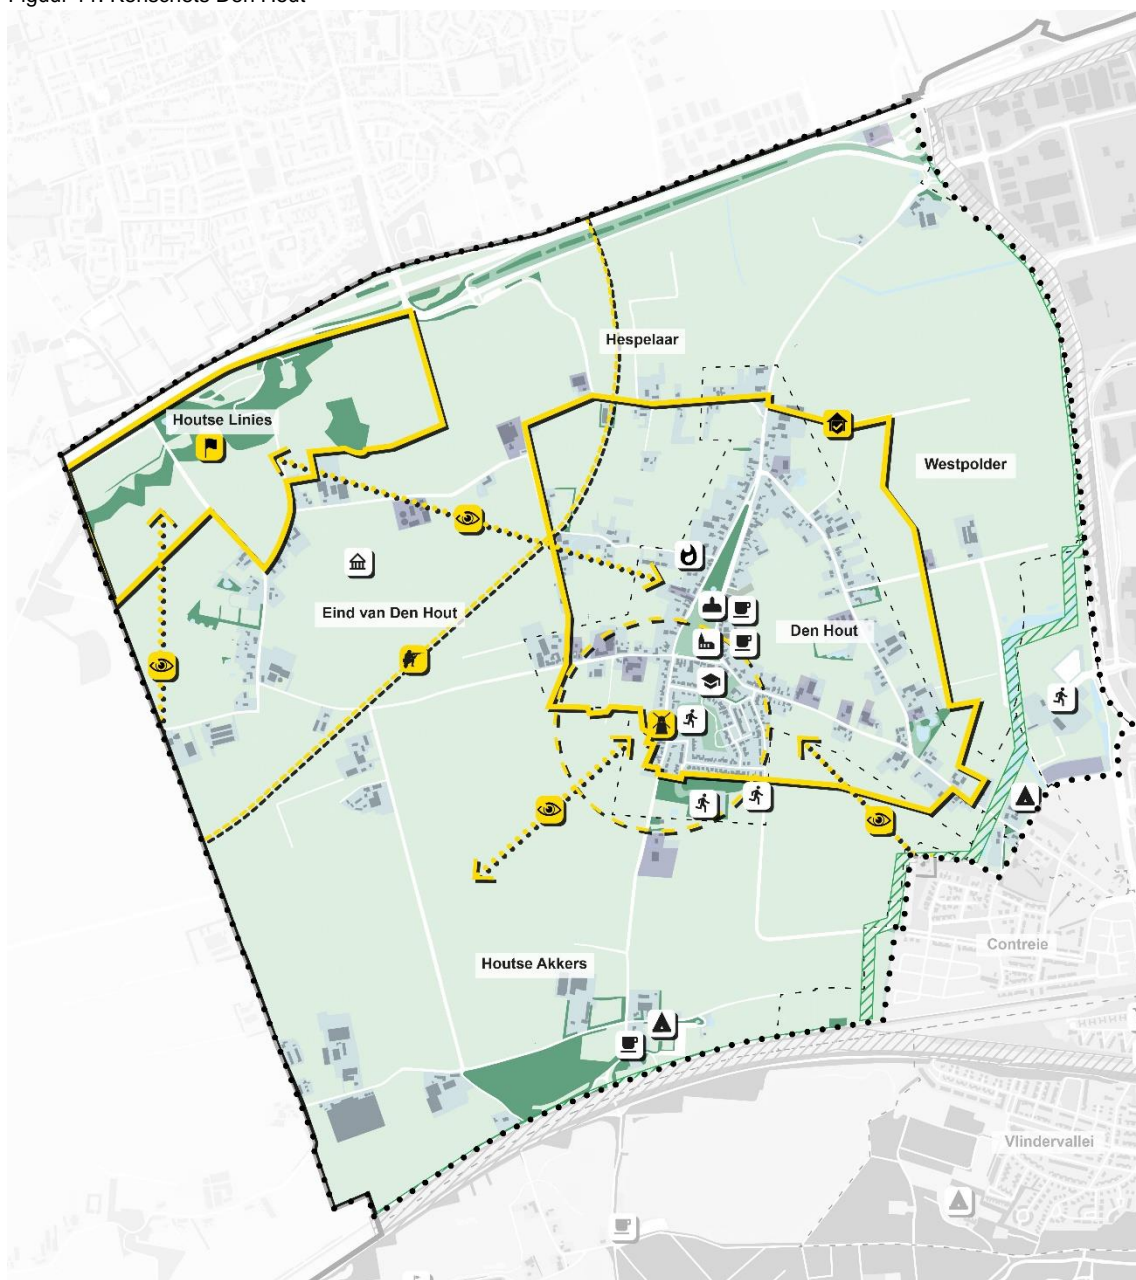 Hespelaar
Houtse Linies
Westpolder
Eind van Den Hout
Den Hout
Contreie
Houtse Akkers
Vlindervallei